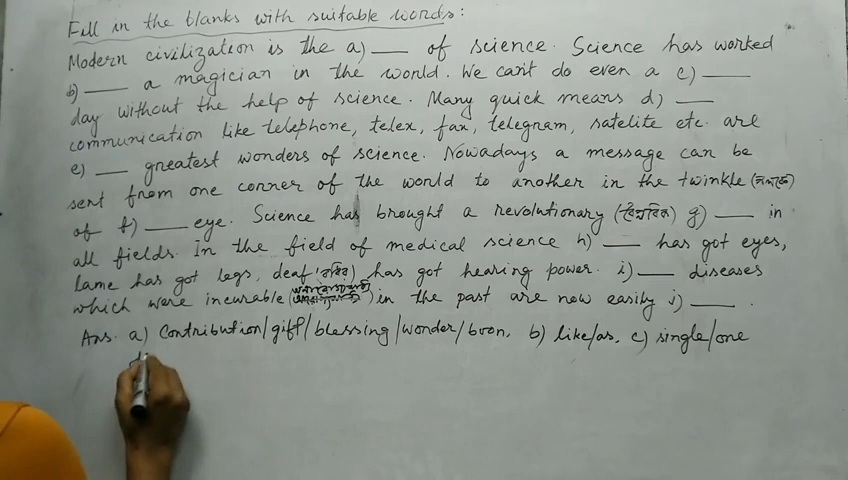 Fill in the blanks with suitable words:
Modern civilization is the a) ___ of science. Science has worked
b) ___ a magician in the world. We can't do even a c) ___
day without the help of science. Many quick means d) ___
communication like telephone, telex, fax, telegram, satelite etc. are
e) ___ greatest wonders of science. Nowadays a message can be
sent from one corner of the world to another in the twinkle (পলকে)
of f) ___ eye. Science has brought a revolutionary (বৈপ্লবিক) g) ___ in
all fields. In the field of medical science h) ___ has got eyes,
lame has got legs, deaf (বধির) has got hearing power. i) ___ diseases
which were incurable ( ) in the past are now easily j) ___ .
Ans. a) Contribution/gift/blessing/wonder/boon, b) like/as, c) single/one